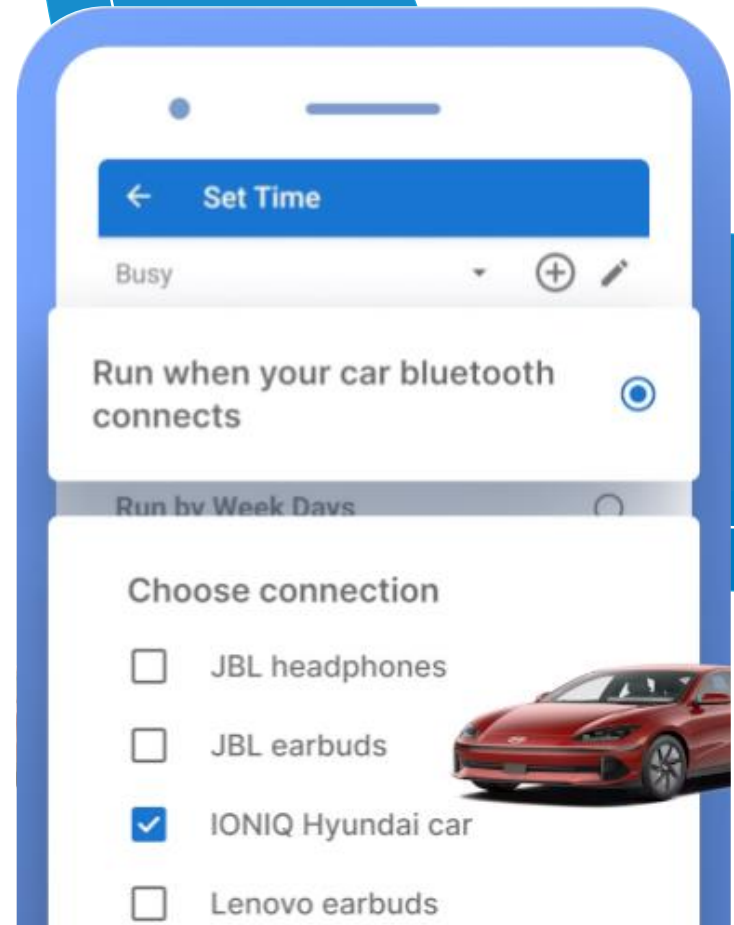 Set Time
Busy
Run when your car bluetooth
connects
Run by Week Days
Choose connection
JBL headphones
JBL earbuds
IONIQ Hyundai car
Lenovo earbuds